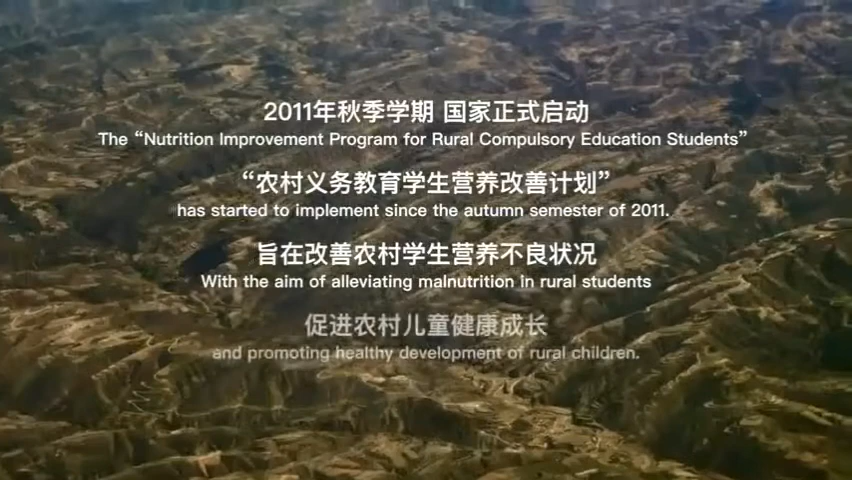 2011年秋季学期 国家正式启动
The “Nutrition Improvement Program for Rural Compulsory Education Students”
“农村义务教育学生营养改善计划”
has started to implement since the autumn semester of 2011.
旨在改善农村学生营养不良状况
With the aim of alleviating malnutrition in rural students
促进农村儿童健康成长
and promoting healthy development of rural children.